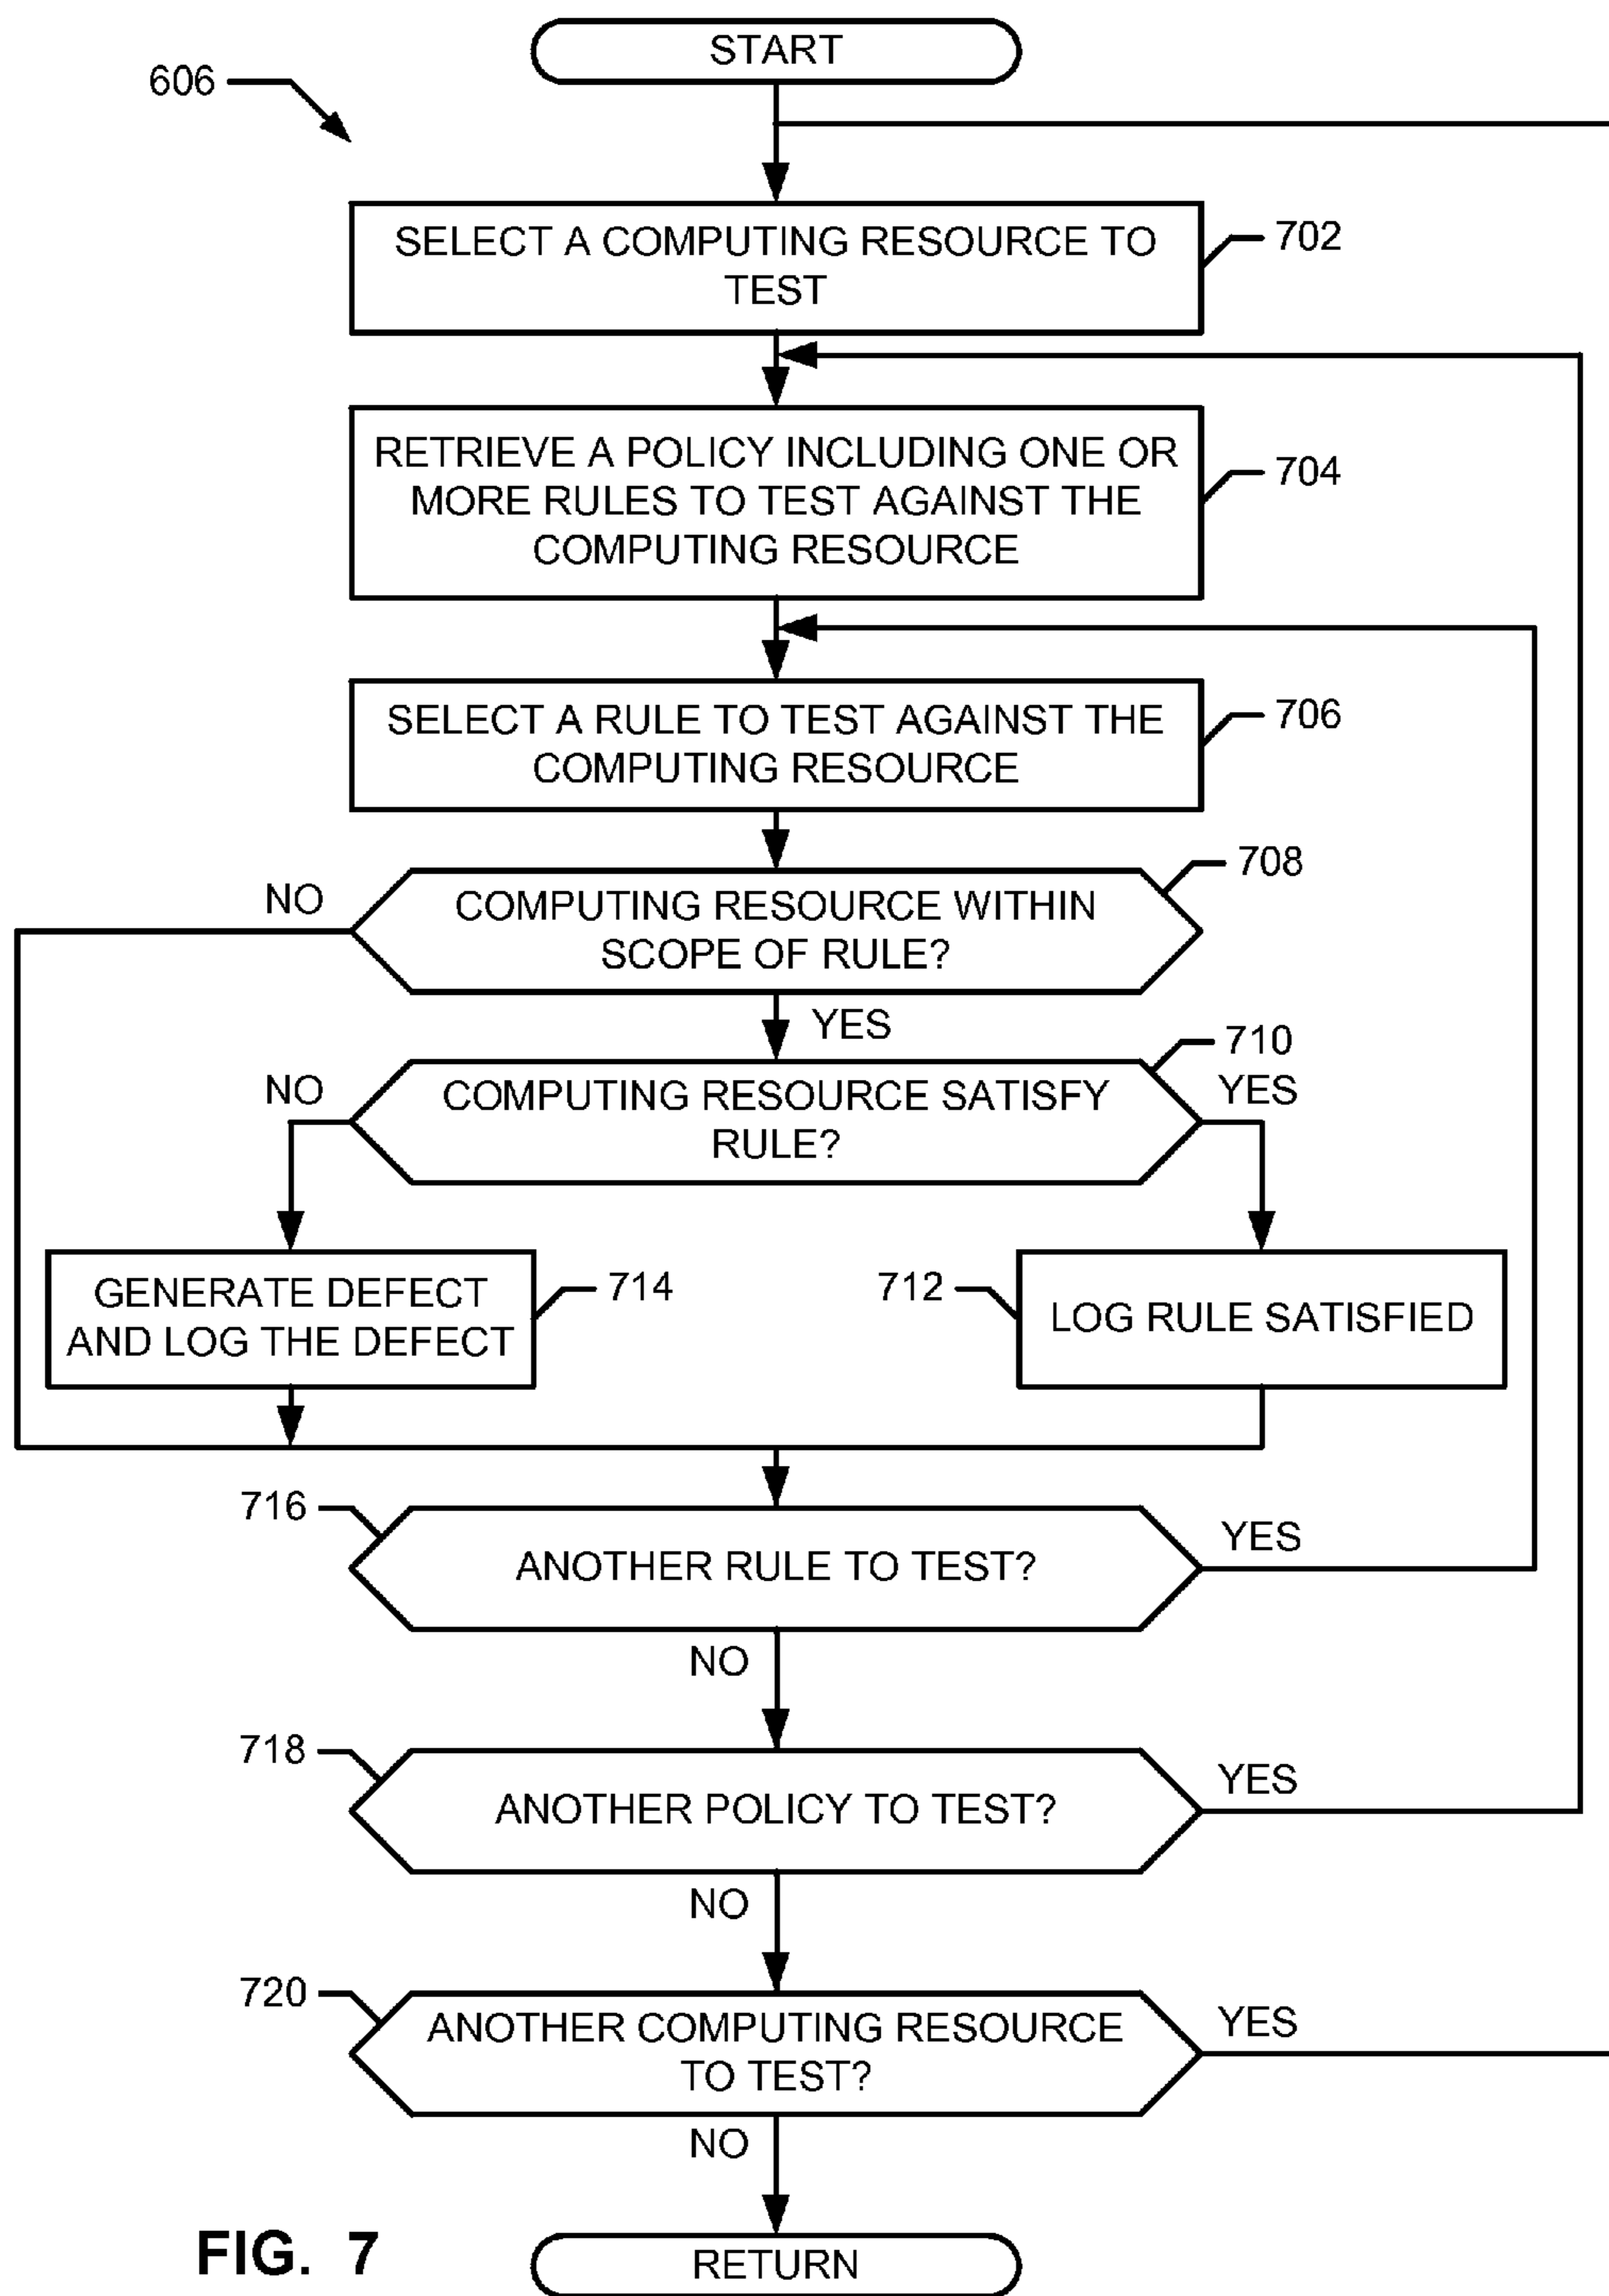 START
606
SELECT A COMPUTING RESOURCE TO
TEST
702
RETRIEVE A POLICY INCLUDING ONE OR
MORE RULES TO TEST AGAINST THE
COMPUTING RESOURCE
704
SELECT A RULE TO TEST AGAINST THE
COMPUTING RESOURCE
706
708
NO
COMPUTING RESOURCE WITHIN
SCOPE OF RULE?
YES
710
NO
COMPUTING RESOURCE SATISFY
RULE?
YES
GENERATE DEFECT
AND LOG THE DEFECT
714
712
LOG RULE SATISFIED
716
ANOTHER RULE TO TEST?
YES
NO
718
ANOTHER POLICY TO TEST?
YES
NO
720
ANOTHER COMPUTING RESOURCE
TO TEST?
YES
NO
FIG. 7
RETURN